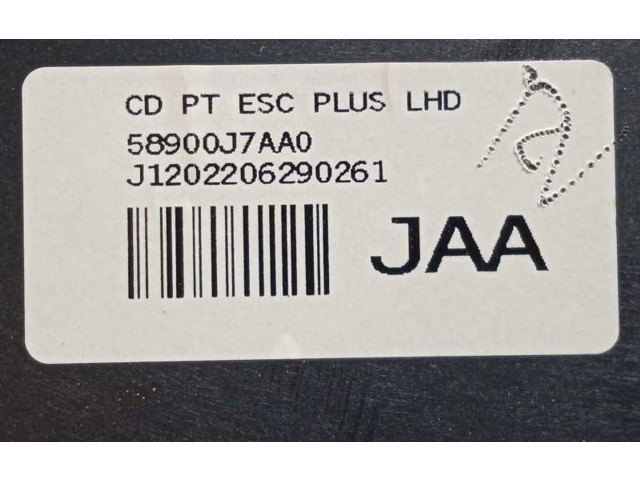 CD PT ESC PLUS LHD
58900J7AA0
J1202206290261
JAA